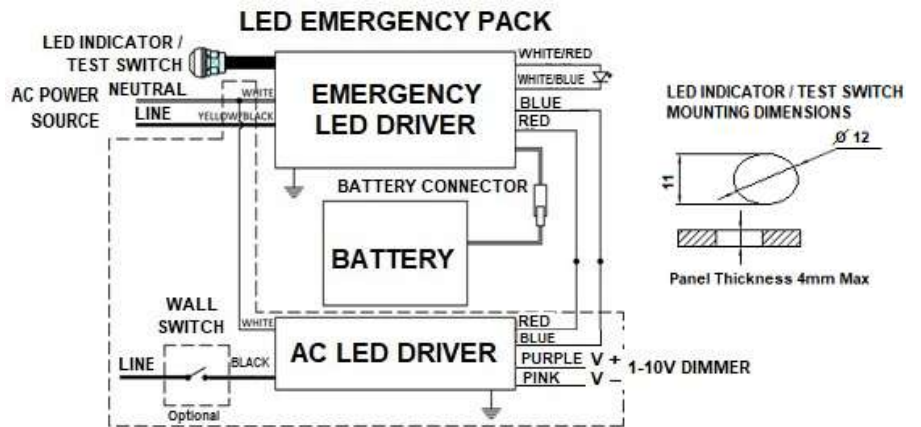 LED EMERGENCY PACK
LED INDICATOR /
TEST SWITCH
AC POWER
SOURCE
NEUTRAL
LINE
WHITE
YELLOW/BLACK
EMERGENCY
LED DRIVER
WHITE/RED
WHITE/BLUE
BLUE
RED
BATTERY CONNECTOR
BATTERY
LED INDICATOR / TEST SWITCH
MOUNTING DIMENSIONS
Ø 12
11
Panel Thickness 4mm Max
WALL
SWITCH
LINE
Optional
WHITE
BLACK
AC LED DRIVER
RED
BLUE
PURPLE V +
PINK V –
1-10V DIMMER